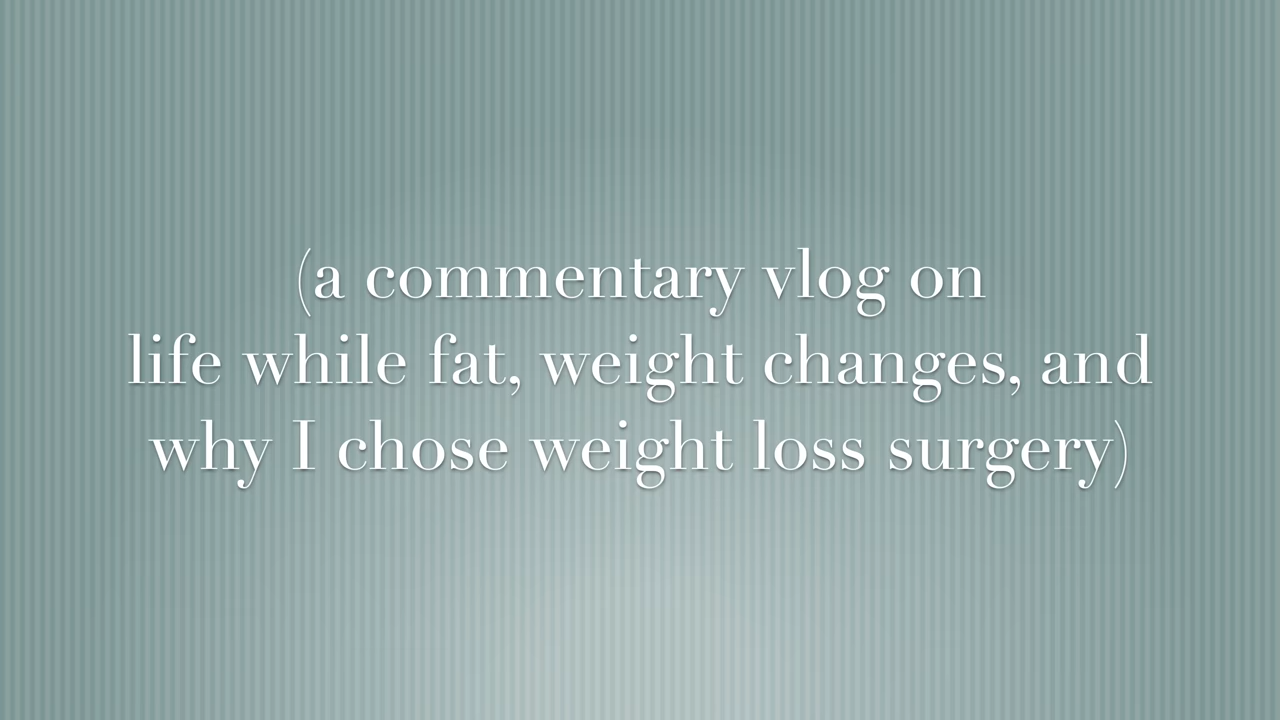 (a commentary vlog on
life while fat, weight changes, and
why I chose weight loss surgery)